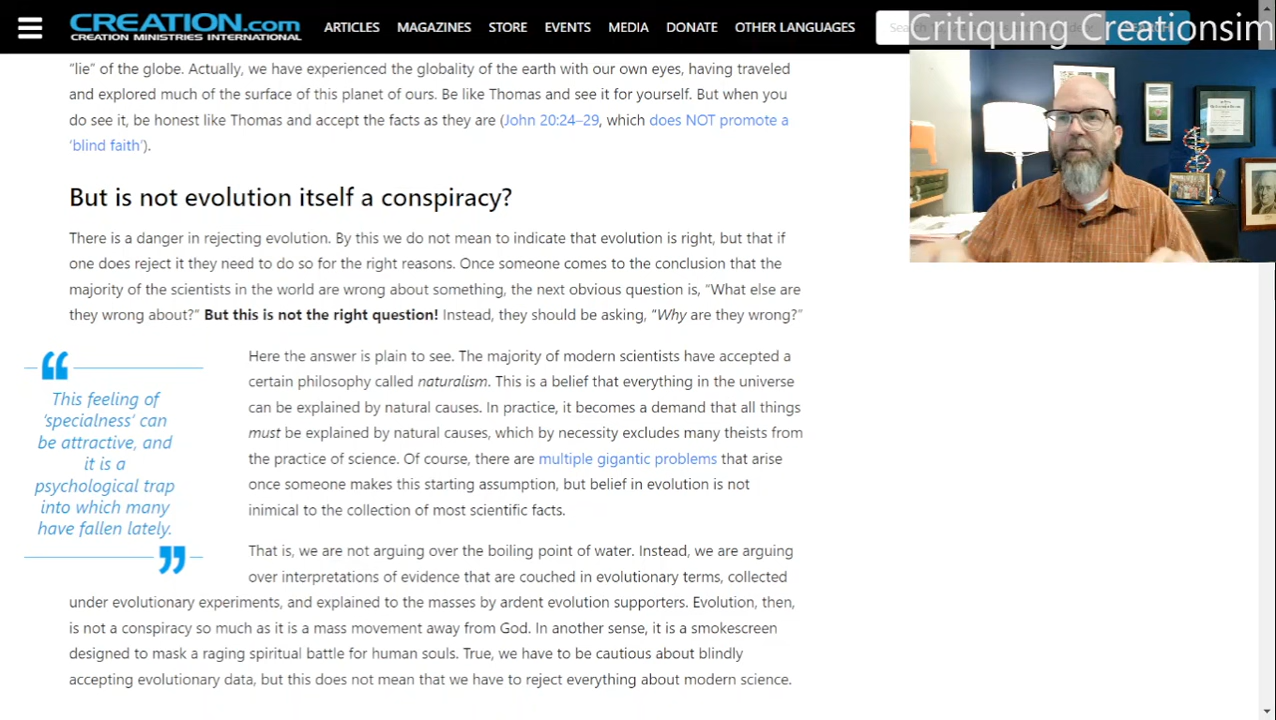 CREATION.com
CREATION MINISTRIES INTERNATIONAL
ARTICLES MAGAZINES STORE EVENTS MEDIA DONATE OTHER LANGUAGES
Critiquing Creationsim
“lie” of the globe. Actually, we have experienced the globality of the earth with our own eyes, having traveled
and explored much of the surface of this planet of ours. Be like Thomas and see it for yourself. But when you
do see it, be honest like Thomas and accept the facts as they are (John 20:24–29, which does NOT promote a
‘blind faith’).
But is not evolution itself a conspiracy?
There is a danger in rejecting evolution. By this we do not mean to indicate that evolution is right, but that if
one does reject it they need to do so for the right reasons. Once someone comes to the conclusion that the
majority of the scientists in the world are wrong about something, the next obvious question is, “What else are
they wrong about?” But this is not the right question! Instead, they should be asking, “Why are they wrong?”
“
This feeling of
‘specialness’ can
be attractive, and
it is a
psychological trap
into which many
have fallen lately.
”
Here the answer is plain to see. The majority of modern scientists have accepted a
certain philosophy called naturalism. This is a belief that everything in the universe
can be explained by natural causes. In practice, it becomes a demand that all things
must be explained by natural causes, which by necessity excludes many theists from
the practice of science. Of course, there are multiple gigantic problems that arise
once someone makes this starting assumption, but belief in evolution is not
inimical to the collection of most scientific facts.
That is, we are not arguing over the boiling point of water. Instead, we are arguing
over interpretations of evidence that are couched in evolutionary terms, collected
under evolutionary experiments, and explained to the masses by ardent evolution supporters. Evolution, then,
is not a conspiracy so much as it is a mass movement away from God. In another sense, it is a smokescreen
designed to mask a raging spiritual battle for human souls. True, we have to be cautious about blindly
accepting evolutionary data, but this does not mean that we have to reject everything about modern science.